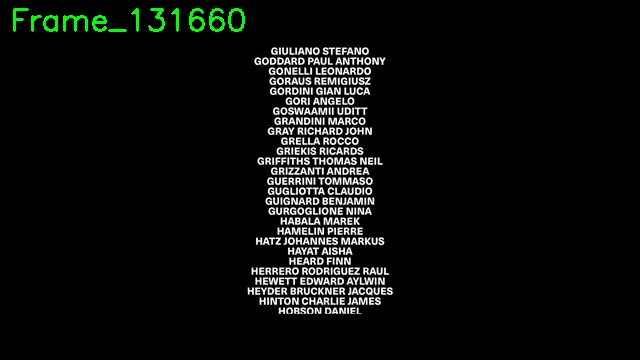 Frame_131660
GIULIANO STEFANO
GODDARD PAUL ANTHONY
GONELLI LEONARDO
GORAUS REMIGIUSZ
GORDINI GIAN LUCA
GORI ANGELO
GOSWAAMII UDITT
GRANDINI MARCO
GRAY RICHARD JOHN
GRELLA ROCCO
GRIEKIS RICARDS
GRIFFITHS THOMAS NEIL
GRIZZANTI ANDREA
GUERRINI TOMMASO
GUGLIOTTA CLAUDIO
GUIGNARD BENJAMIN
GURGOGLIONE NINA
HABALA MAREK
HAMELIN PIERRE
HATZ JOHANNES MARKUS
HAYAT AISHA
HEARD FINN
HERRERO RODRIGUEZ RAUL
HEWETT EDWARD AYLWIN
HEYDER BRUCKNER JACQUES
HINTON CHARLIE JAMES
HOBSON DANIEL